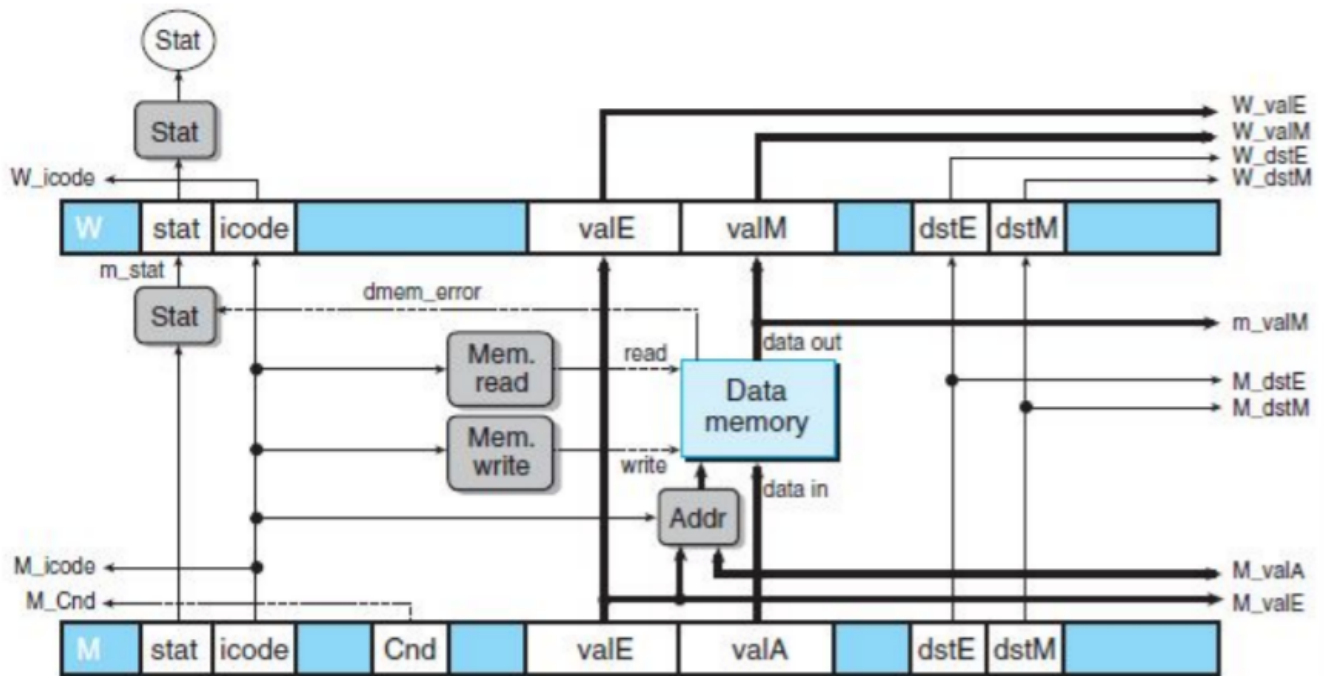 Stat
Stat
W_valE
W_valM
W_dstE
W_dstM
W_icode
W stat icode valE valM dstE dstM
m_stat
dmem_error
Stat
m_valM
data out
Mem. read
read
Data memory
M_dstE
M_dstM
Mem. write
write
data in
Addr
M_icode
M_valA
M_Cnd
M_valE
M stat icode Cnd valE valA dstE dstM